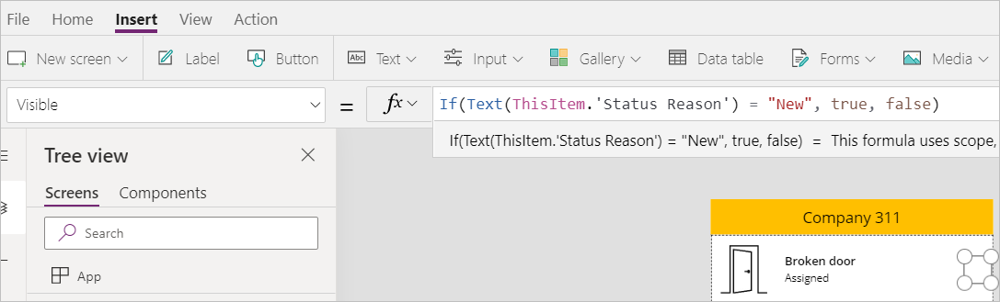 File Home Insert View Action
New screen Label Button Abc Text Input Gallery Data table Forms Media
Visible = fx If(Text(ThisItem.'Status Reason') = "New", true, false)
If(Text(ThisItem.'Status Reason') = "New", true, false) = This formula uses scope,
Tree view
Screens Components
Search
App
Company 311
Broken door
Assigned